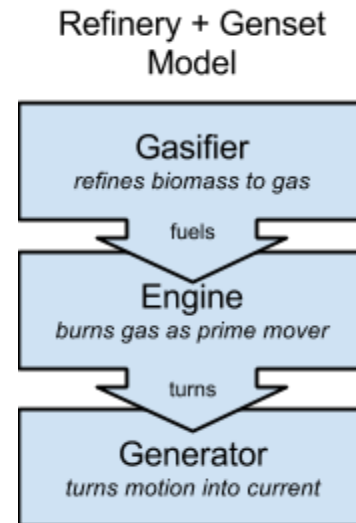 Refinery + Genset
Model
Gasifier
refines biomass to gas
fuels
Engine
burns gas as prime mover
turns
Generator
turns motion into current